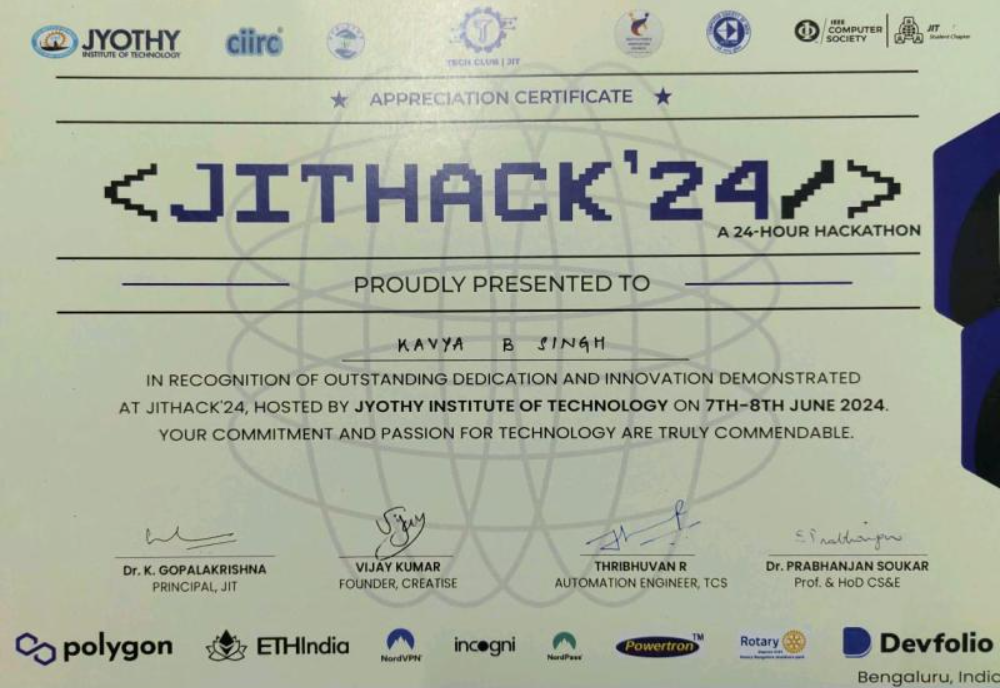 JYOTHY
INSTITUTE OF TECHNOLOGY
ciirc
TECH CLUB | JIT
IEEE
COMPUTER
SOCIETY
JIT
Student Chapter
APPRECIATION CERTIFICATE
<JITHACK'24/>
A 24-HOUR HACKATHON
PROUDLY PRESENTED TO
KAVYA B SINGH
IN RECOGNITION OF OUTSTANDING DEDICATION AND INNOVATION DEMONSTRATED
AT JITHACK'24, HOSTED BY JYOTHY INSTITUTE OF TECHNOLOGY ON 7TH-8TH JUNE 2024.
YOUR COMMITMENT AND PASSION FOR TECHNOLOGY ARE TRULY COMMENDABLE.
Vijay
Dr. K. GOPALAKRISHNA
PRINCIPAL, JIT
VIJAY KUMAR
FOUNDER, CREATISE
THRIBHUVAN R
AUTOMATION ENGINEER, TCS
Dr. PRABHANJAN SOUKAR
Prof. & HoD CS&E
polygon
ETHIndia
NordVPN
incogni
NordPass
Powertron TM
Rotary
Devfolio
Bengaluru, India